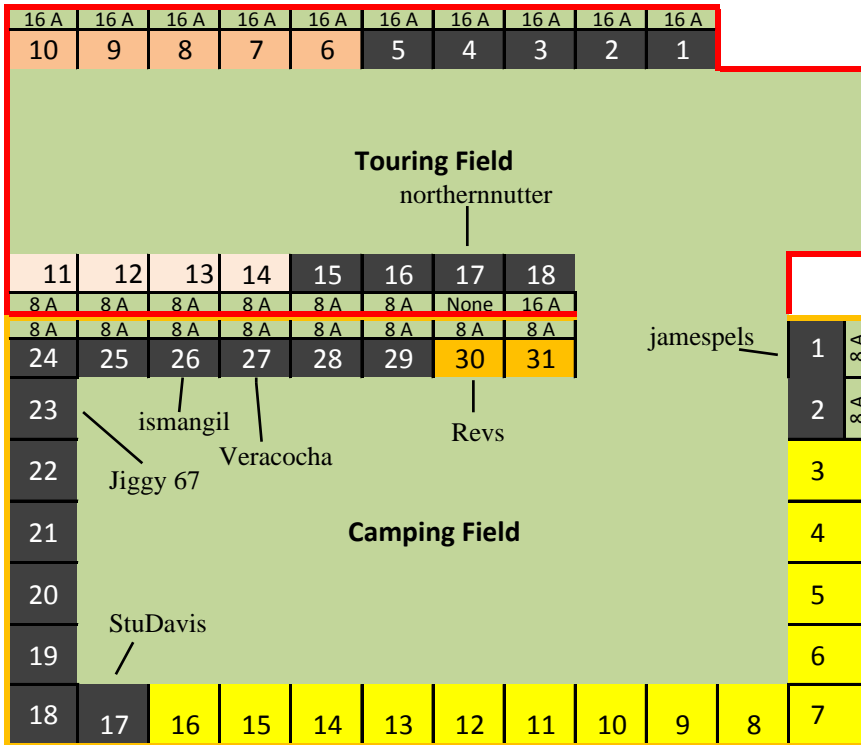 16 A 16 A 16 A 16 A 16 A 16 A 16 A 16 A 16 A 16 A
10 9 8 7 6 5 4 3 2 1
Touring Field
northernnutter
11 12 13 14 15 16 17 18
8 A 8 A 8 A 8 A 8 A 8 A None 16 A
8 A 8 A 8 A 8 A 8 A 8 A 8 A 8 A
24 25 26 27 28 29 30 31
jamespels
1 8 A
23
ismangil
Veracocha
Revs
2 8 A
22
Jiggy 67
3
21
Camping Field
4
20
5
StuDavis
19
6
18 17 16 15 14 13 12 11 10 9 8 7